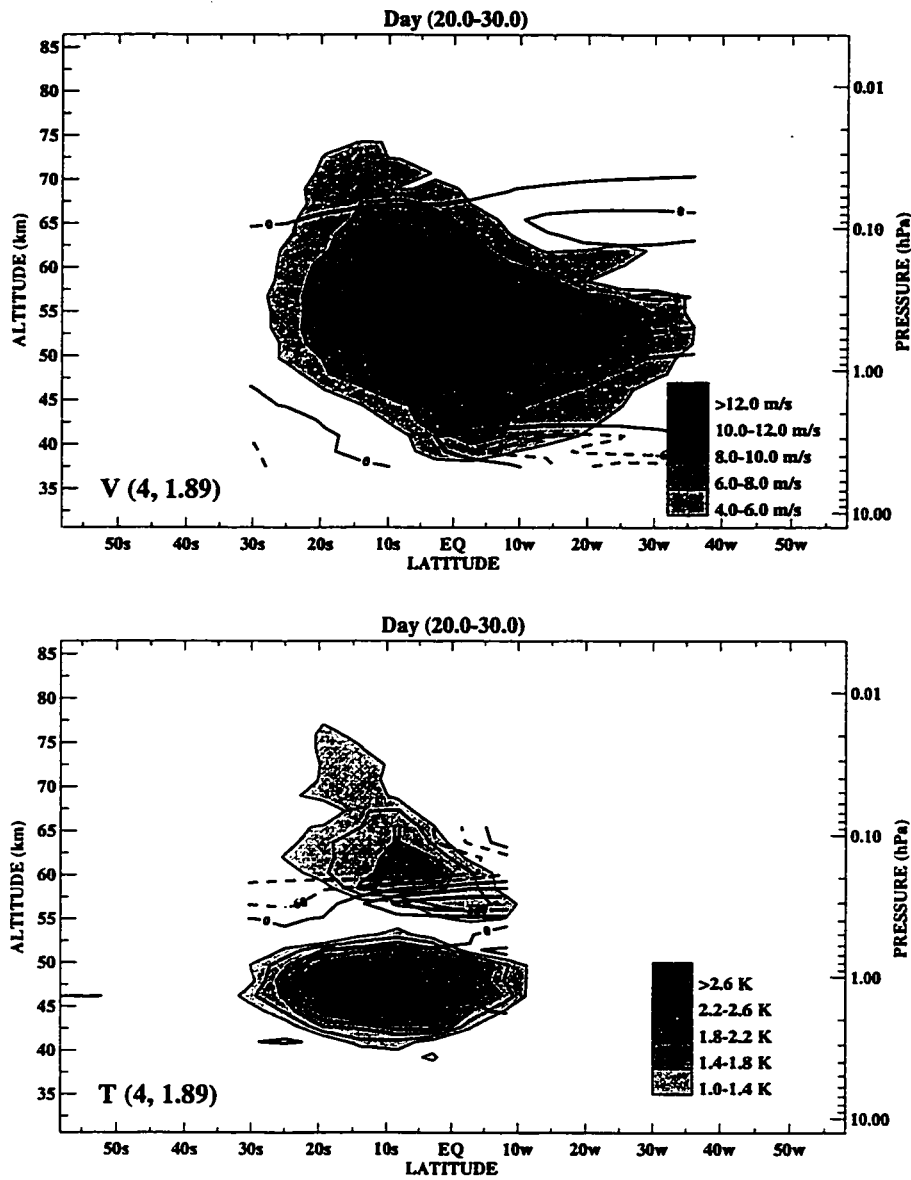 Day (20.0-30.0)
85
80
75
70
65
60
55
50
45
40
35
ALTITUDE (km)
0.01
0.10
1.00
10.00
PRESSURE (hPa)
0
0
0
>12.0 m/s
10.0-12.0 m/s
8.0-10.0 m/s
6.0-8.0 m/s
4.0-6.0 m/s
V (4, 1.89)
50s 40s 30s 20s 10s EQ 10w 20w 30w 40w 50w
LATITUDE
Day (20.0-30.0)
85
80
75
70
65
60
55
50
45
40
35
ALTITUDE (km)
0.01
0.10
1.00
10.00
PRESSURE (hPa)
-60
0
0
>2.6 K
2.2-2.6 K
1.8-2.2 K
1.4-1.8 K
1.0-1.4 K
T (4, 1.89)
50s 40s 30s 20s 10s EQ 10w 20w 30w 40w 50w
LATITUDE